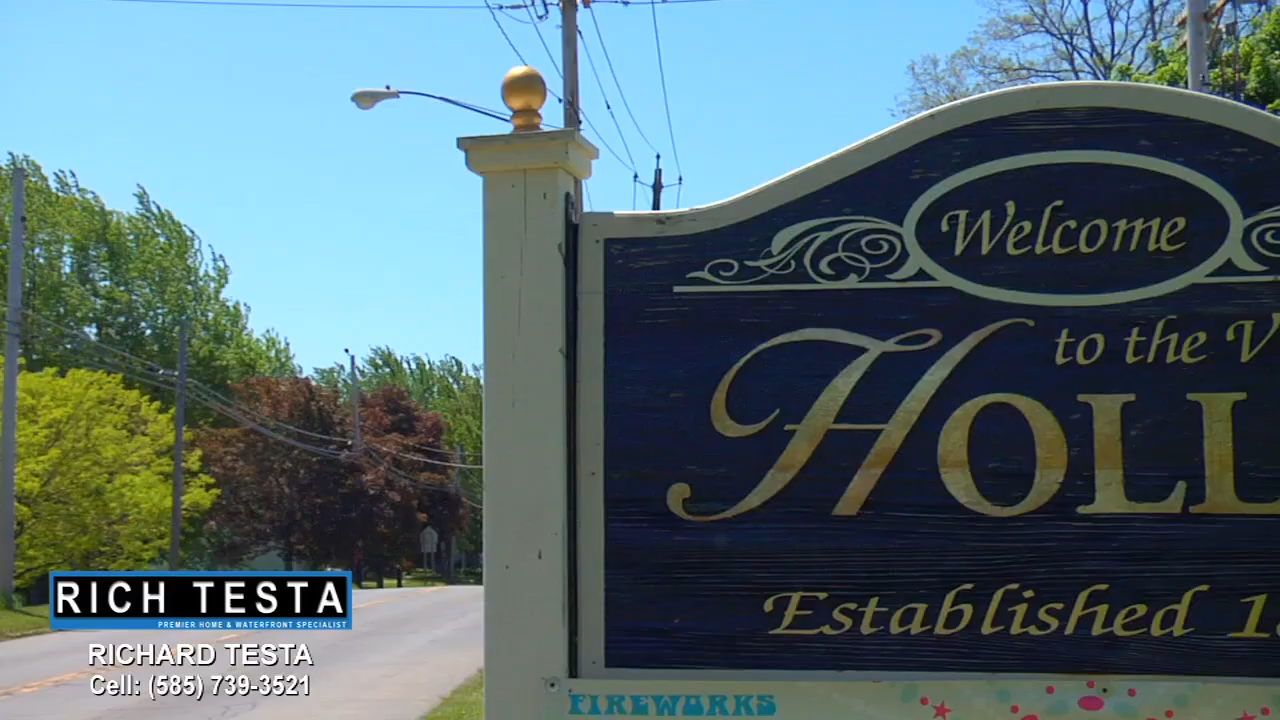 Welcome
to the V
HOLL
Established 1
FIREWORKS
RICH TESTA
PREMIER HOME & WATERFRONT SPECIALIST
RICHARD TESTA
Cell: (585) 739-3521